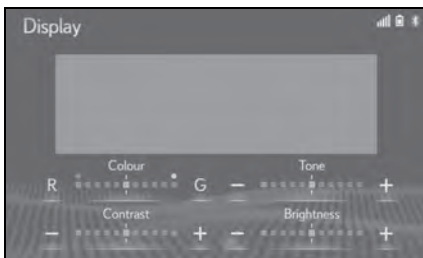 Display
Colour Tone
R G - +
Contrast Brightness
- + - +